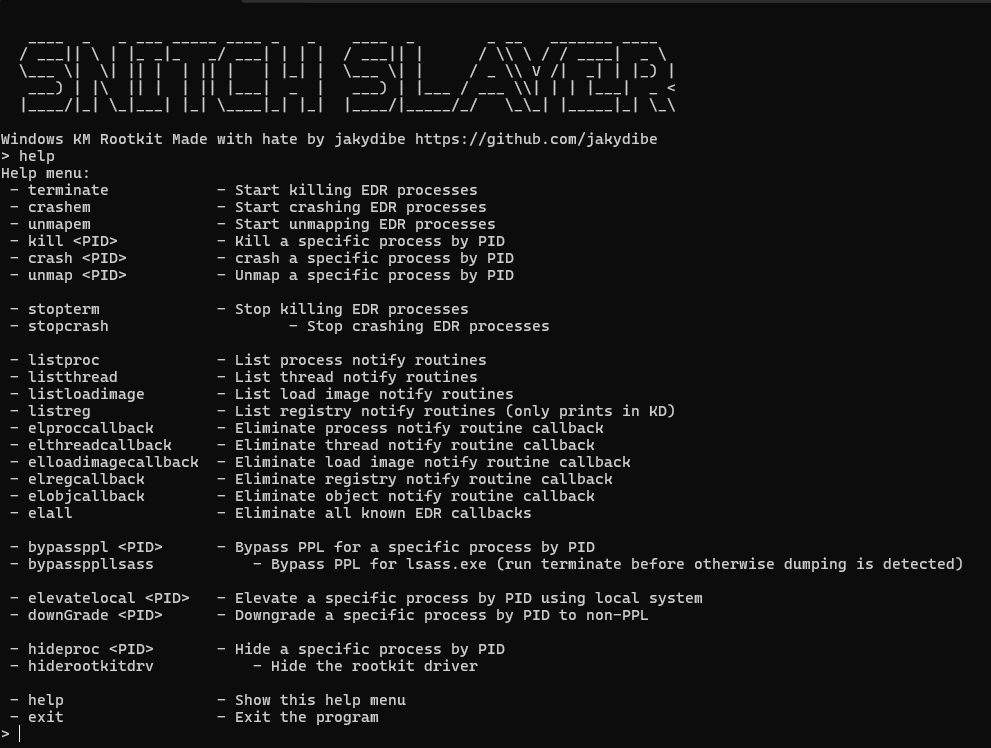 SNITCH SLAYER
Windows KM Rootkit Made with hate by jakydibe https://github.com/jakydibe
> help
Help menu:
- terminate - Start killing EDR processes
- crashem - Start crashing EDR processes
- unmapem - Start unmapping EDR processes
- kill <PID> - Kill a specific process by PID
- crash <PID> - crash a specific process by PID
- unmap <PID> - Unmap a specific process by PID
- stopterm - Stop killing EDR processes
- stopcrash - Stop crashing EDR processes
- listproc - List process notify routines
- listthread - List thread notify routines
- listloadimage - List load image notify routines
- listreg - List registry notify routines (only prints in KD)
- elproccallback - Eliminate process notify routine callback
- elthreadcallback - Eliminate thread notify routine callback
- elloadimagecallback - Eliminate load image notify routine callback
- elregcallback - Eliminate registry notify routine callback
- elobjcallback - Eliminate object notify routine callback
- elall - Eliminate all known EDR callbacks
- bypassppl <PID> - Bypass PPL for a specific process by PID
- bypassppllsass - Bypass PPL for lsass.exe (run terminate before otherwise dumping is detected)
- elevatelocal <PID> - Elevate a specific process by PID using local system
- downGrade <PID> - Downgrade a specific process by PID to non-PPL
- hideproc <PID> - Hide a specific process by PID
- hiderootkitdrv - Hide the rootkit driver
- help - Show this help menu
- exit - Exit the program
>